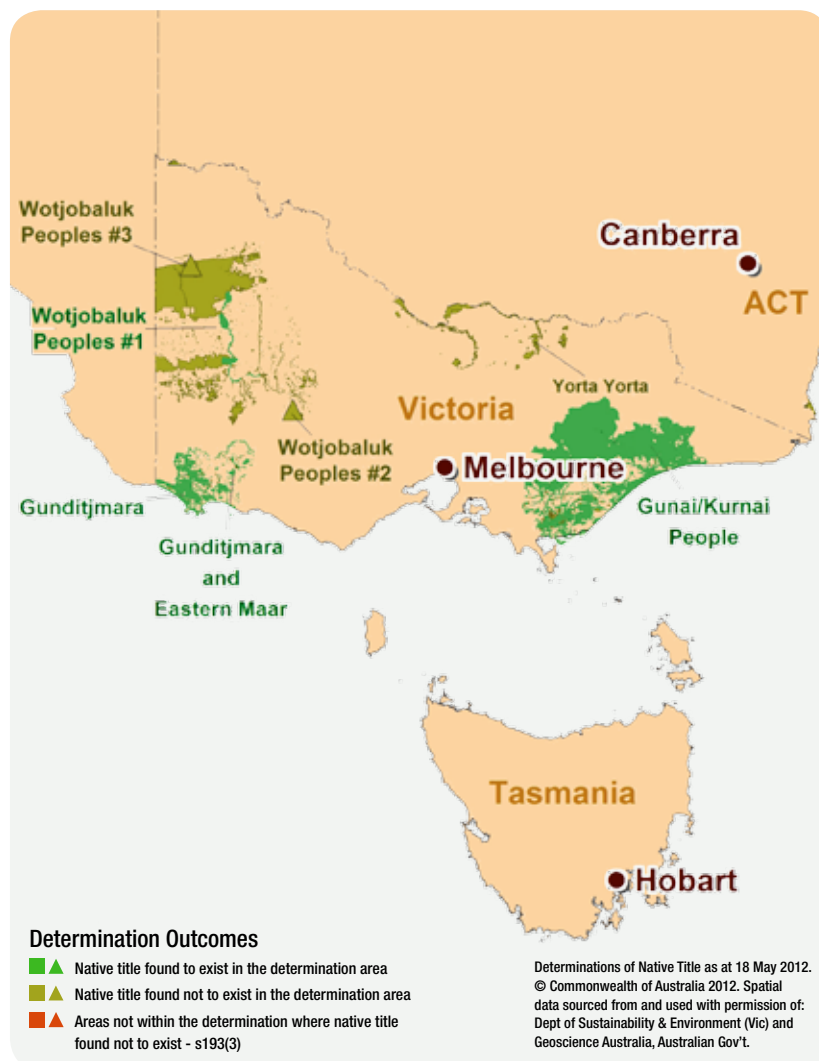 Wotjobaluk
Peoples #3
Canberra
ACT
Wotjobaluk
Peoples #1
Yorta Yorta
Victoria
Wotjobaluk
Peoples #2
Melbourne
Gunditjmara
Gunai/Kurnai
People
Gunditjmara
and
Eastern Maar
Tasmania
Hobart
Determination Outcomes
Native title found to exist in the determination area
Native title found not to exist in the determination area
Areas not within the determination where native title
found not to exist - s193(3)
Determinations of Native Title as at 18 May 2012.
© Commonwealth of Australia 2012. Spatial
data sourced from and used with permission of:
Dept of Sustainability & Environment (Vic) and
Geoscience Australia, Australian Gov't.